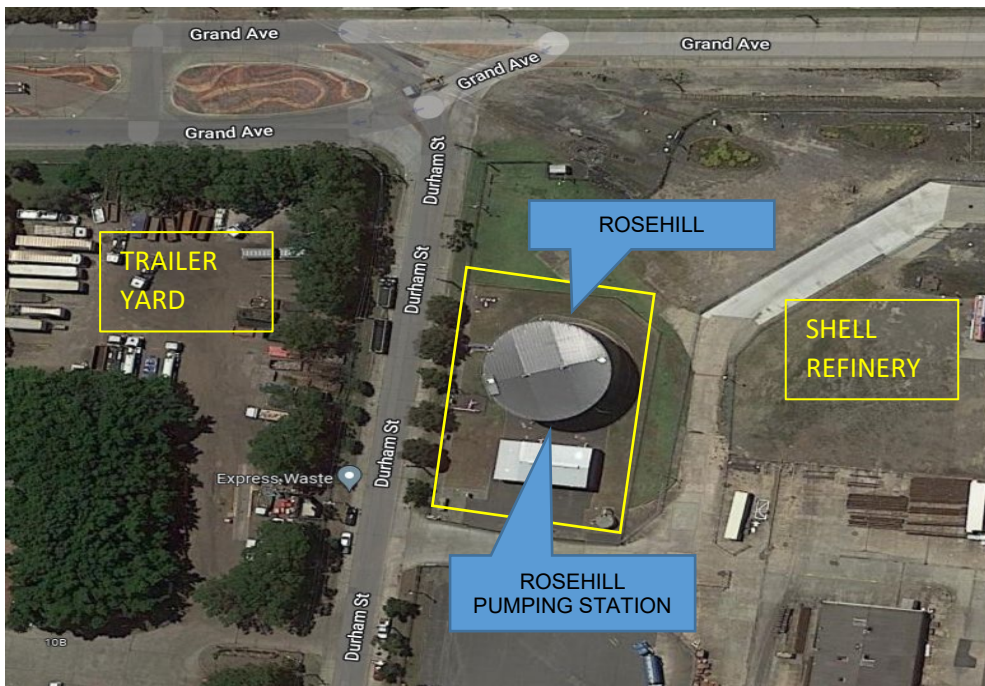 Grand Ave
Grand Ave
Grand Ave
Grand Ave
Durham St
ROSEHILL
TRAILER
YARD
Durham St
SHELL
REFINERY
Durham St
Express Waste
ROSEHILL
PUMPING STATION
Durham St
10B